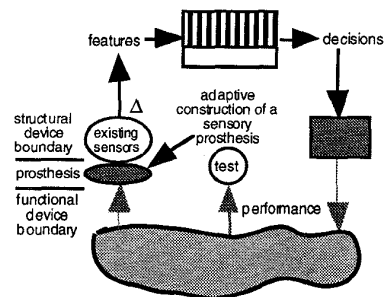 features
decisions
Δ
adaptive
construction of a
sensory
prosthesis
structural
device
boundary
existing
sensors
prosthesis
test
functional
device
boundary
performance